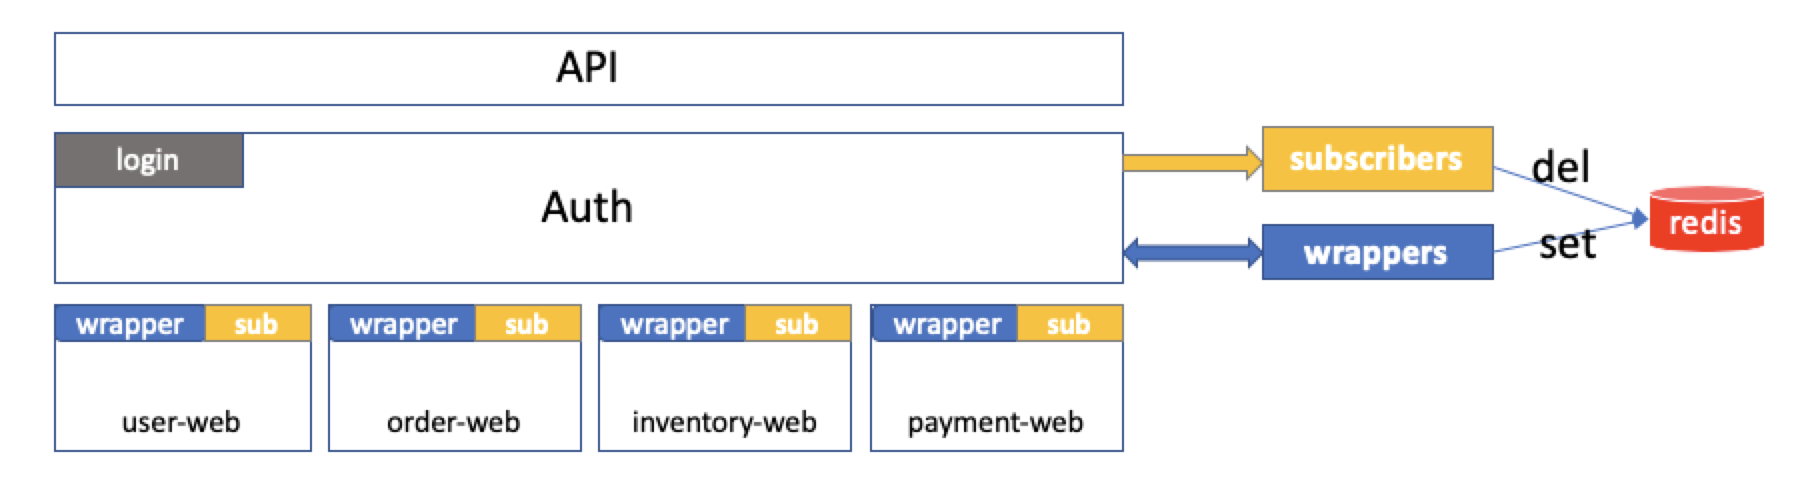 API
login
Auth
subscribers
del
redis
wrappers
set
wrapper sub
wrapper sub
wrapper sub
wrapper sub
user-web
order-web
inventory-web
payment-web